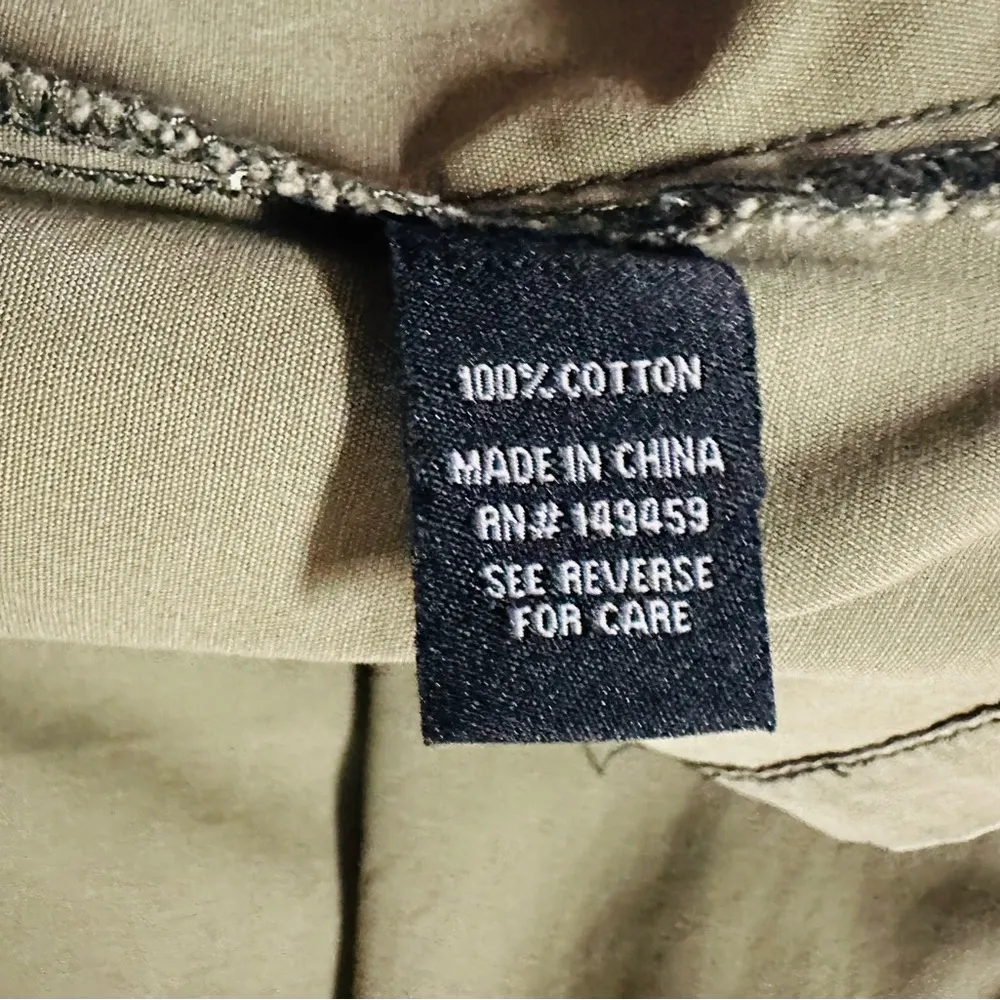 100% COTTON
MADE IN CHINA
RN# 149459
SEE REVERSE
FOR CARE